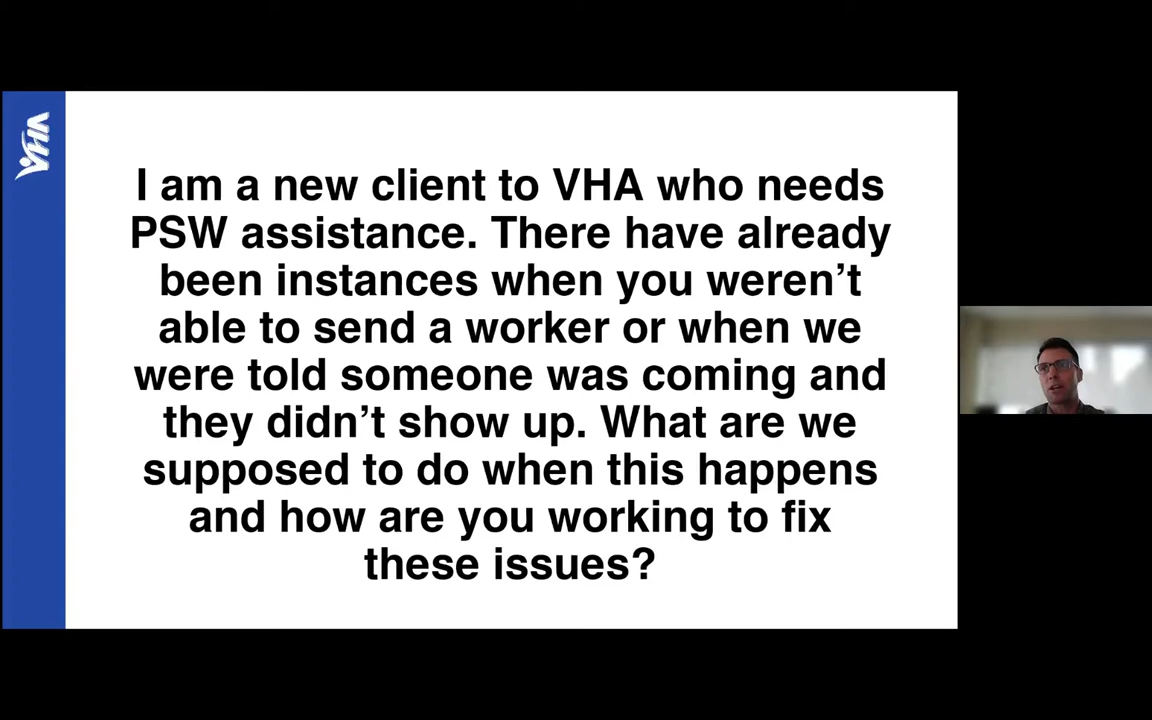 VHA
I am a new client to VHA who needs
PSW assistance. There have already
been instances when you weren’t
able to send a worker or when we
were told someone was coming and
they didn’t show up. What are we
supposed to do when this happens
and how are you working to fix
these issues?